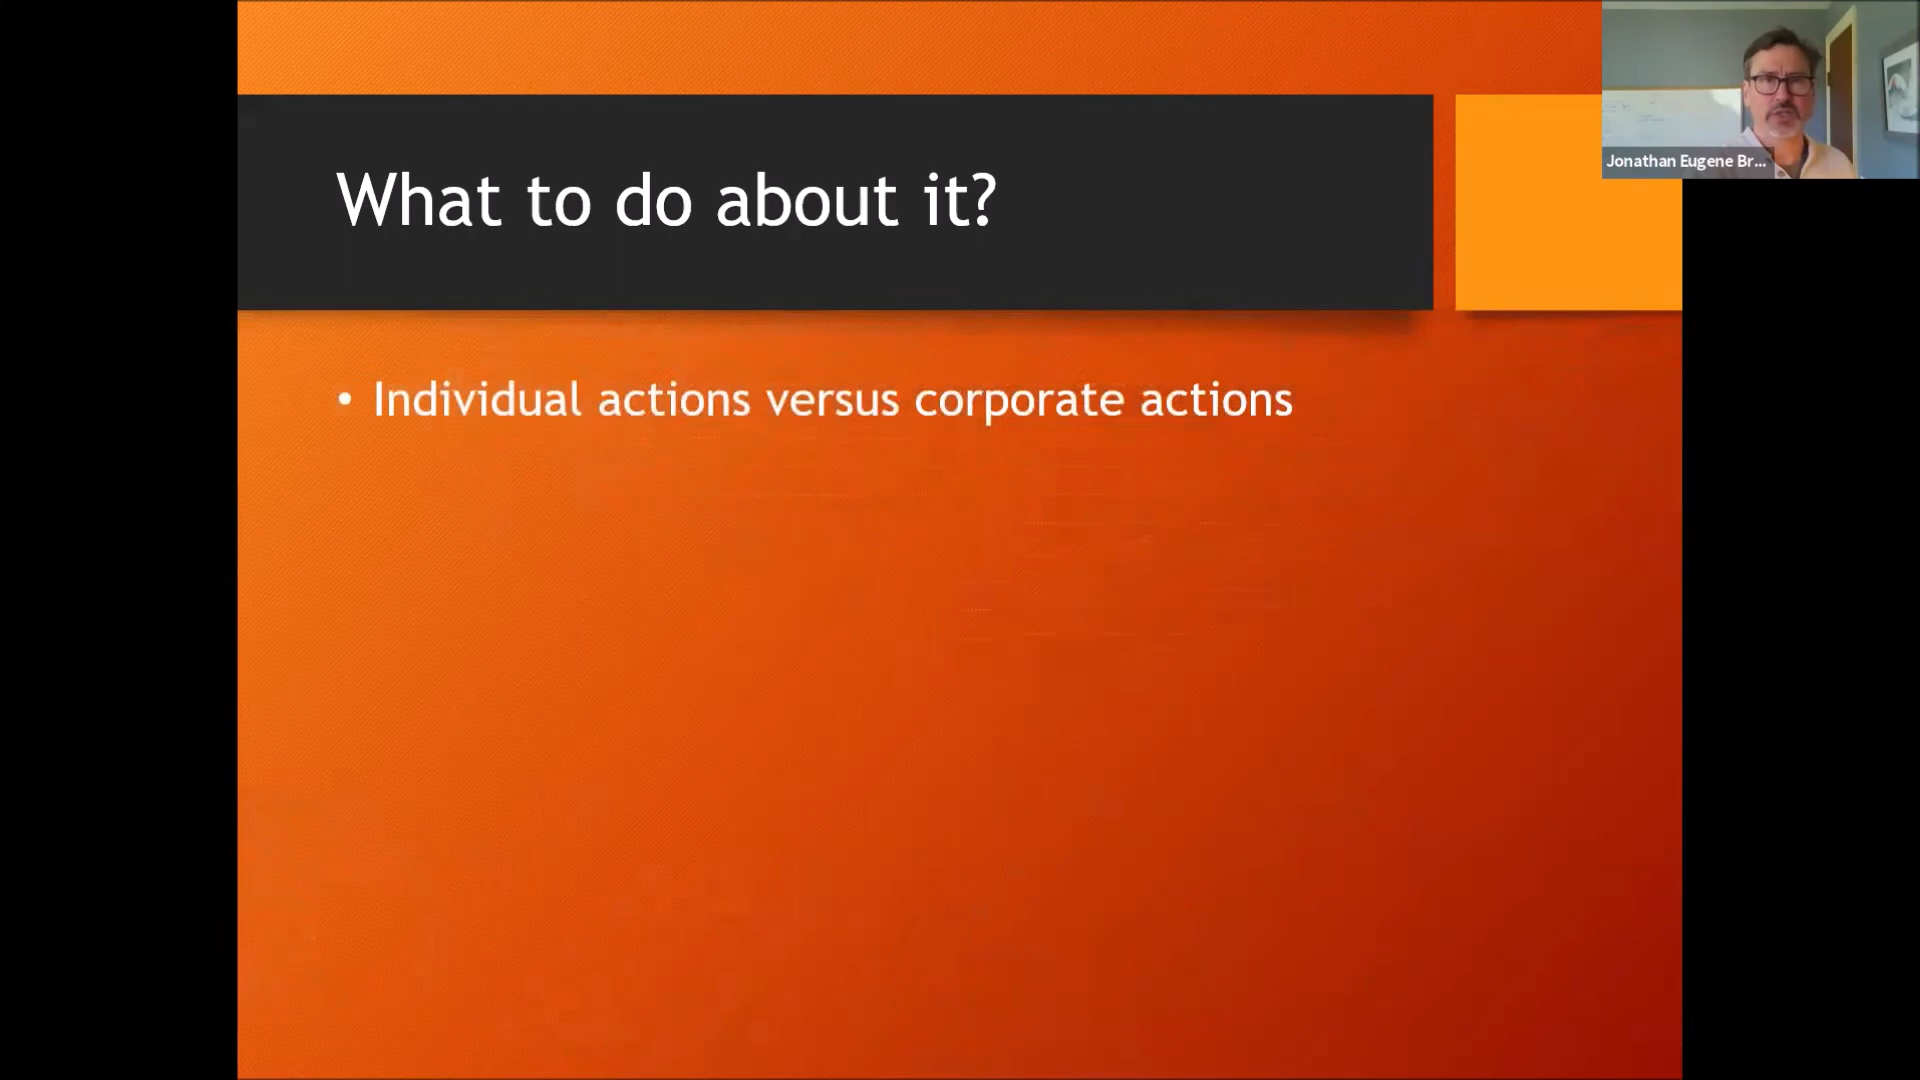 What to do about it?
• Individual actions versus corporate actions
Jonathan Eugene Br...